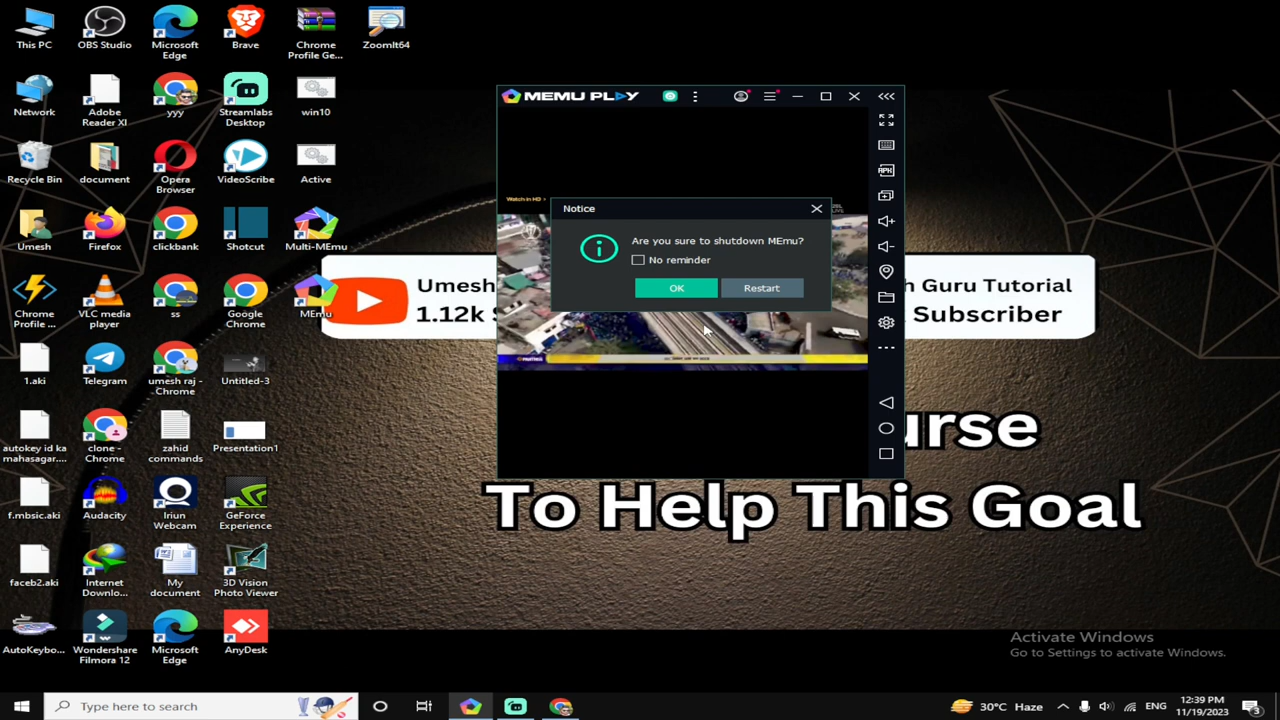 This PC
OBS Studio
Microsoft
Edge
Brave
Chrome
Profile Ge...
ZoomIt64
Network
Adobe
Reader XI
yyy
Streamlabs
Desktop
win10
Recycle Bin
document
Opera
Browser
VideoScribe
Active
Umesh
Firefox
clickbank
Shotcut
Multi-MEmu
Chrome
Profile ...
VLC media
player
ss
Google
Chrome
MEmu
1.aki
Telegram
umesh raj -
Chrome
Untitled-3
autokey id ka
mahasagar....
clone -
Chrome
zahid
commands
Presentation1
f.mbsic.aki
Audacity
Iriun
Webcam
GeForce
Experience
faceb2.aki
Internet
Downlo...
My
document
3D Vision
Photo Viewer
AutoKeybo...
Wondershare
Filmora 12
Microsoft
Edge
AnyDesk
MEMU PLAY
Watch in HD >
Notice
Are you sure to shutdown MEmu?
No reminder
OK
Restart
APK
Umesh
h Guru Tutorial
1.12k
Subscriber
urse
To Help This Goal
Activate Windows
Go to Settings to activate Windows.
Type here to search
30°C Haze
ENG
12:39 PM
11/19/2023
3